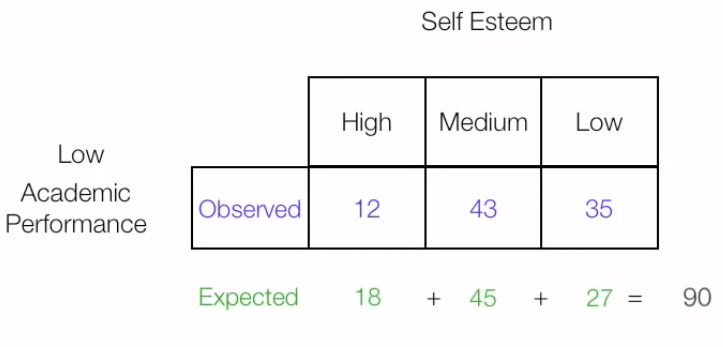 Self Esteem
High Medium Low
Low
Academic
Performance
Observed 12 43 35
Expected 18 + 45 + 27 = 90